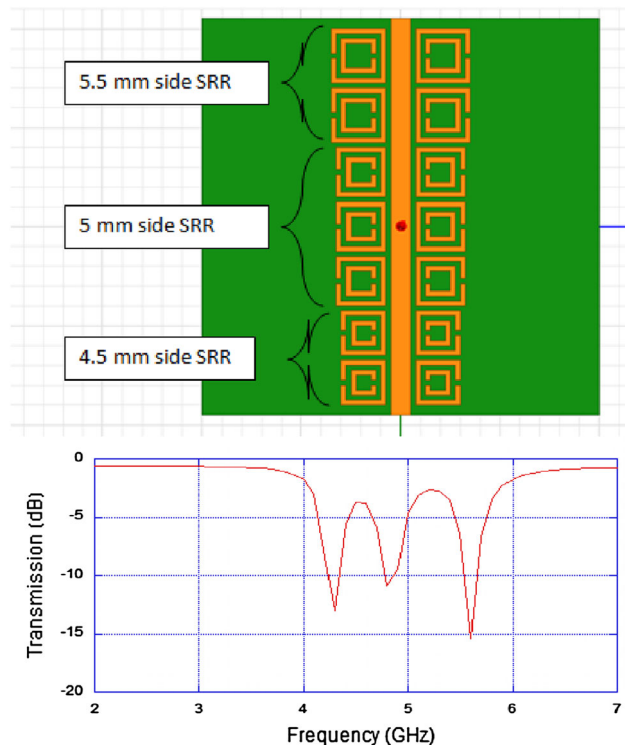 5.5 mm side SRR
5 mm side SRR
4.5 mm side SRR
0
-5
-10
-15
-20
Transmission (dB)
2 3 4 5 6 7
Frequency (GHz)